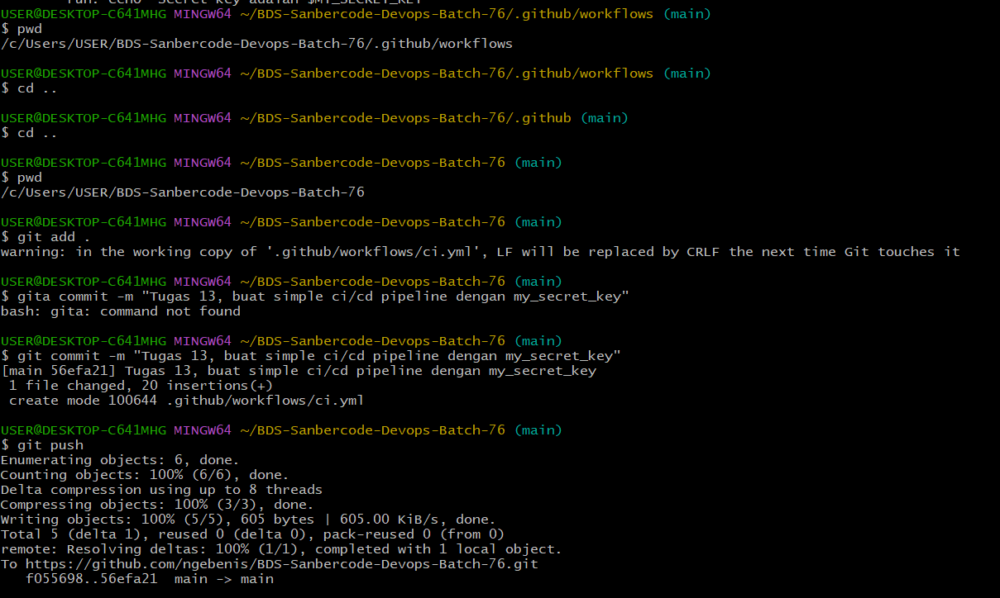 run: echo "Secret key adalah $MY_SECRET_KEY"
USER@DESKTOP-C641MHG MINGW64 ~/BDS-Sanbercode-Devops-Batch-76/.github/workflows (main)
$ pwd
/c/Users/USER/BDS-Sanbercode-Devops-Batch-76/.github/workflows
USER@DESKTOP-C641MHG MINGW64 ~/BDS-Sanbercode-Devops-Batch-76/.github/workflows (main)
$ cd ..
USER@DESKTOP-C641MHG MINGW64 ~/BDS-Sanbercode-Devops-Batch-76/.github (main)
$ cd ..
USER@DESKTOP-C641MHG MINGW64 ~/BDS-Sanbercode-Devops-Batch-76 (main)
$ pwd
/c/Users/USER/BDS-Sanbercode-Devops-Batch-76
USER@DESKTOP-C641MHG MINGW64 ~/BDS-Sanbercode-Devops-Batch-76 (main)
$ git add .
warning: in the working copy of '.github/workflows/ci.yml', LF will be replaced by CRLF the next time Git touches it
USER@DESKTOP-C641MHG MINGW64 ~/BDS-Sanbercode-Devops-Batch-76 (main)
$ gita commit -m "Tugas 13, buat simple ci/cd pipeline dengan my_secret_key"
bash: gita: command not found
USER@DESKTOP-C641MHG MINGW64 ~/BDS-Sanbercode-Devops-Batch-76 (main)
$ git commit -m "Tugas 13, buat simple ci/cd pipeline dengan my_secret_key"
[main 56efa21] Tugas 13, buat simple ci/cd pipeline dengan my_secret_key
1 file changed, 20 insertions(+)
create mode 100644 .github/workflows/ci.yml
USER@DESKTOP-C641MHG MINGW64 ~/BDS-Sanbercode-Devops-Batch-76 (main)
$ git push
Enumerating objects: 6, done.
Counting objects: 100% (6/6), done.
Delta compression using up to 8 threads
Compressing objects: 100% (3/3), done.
Writing objects: 100% (5/5), 605 bytes | 605.00 KiB/s, done.
Total 5 (delta 1), reused 0 (delta 0), pack-reused 0 (from 0)
remote: Resolving deltas: 100% (1/1), completed with 1 local object.
To https://github.com/ngebenis/BDS-Sanbercode-Devops-Batch-76.git
f055698..56efa21  main -> main